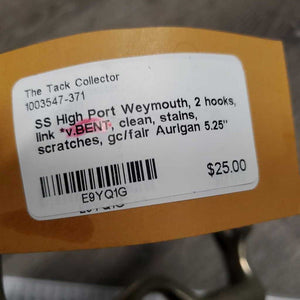 The Tack Collector
1003547-371
SS High Port Weymouth, 2 hooks,
link *v.BENT, clean, stains,
scratches, gc/fair Aurigan 5.25"
$25.00
E9YQ1G
E9YQ1G